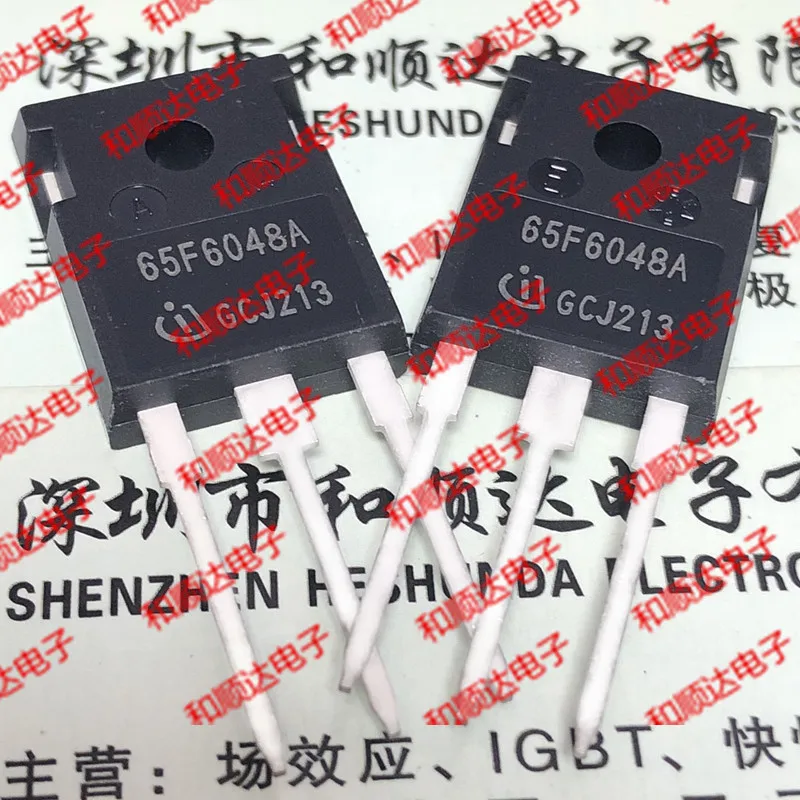 深圳市和顺达电子有限
HESHUNDA
65F6048A
GCJ213
65F6048A
GCJ213
A
深圳市和顺达电子有
SHENZHEN HESHUNDA ELECTRO
主营：场效应、IGBT、快恢
和顺达电子